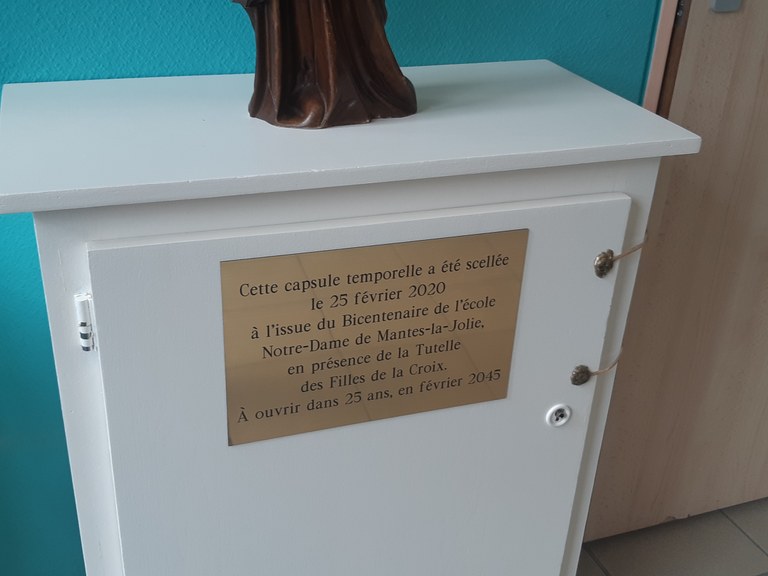 Cette capsule temporelle a été scellée
le 25 février 2020
à l'issue du Bicentenaire de l'école
Notre-Dame de Mantes-la-Jolie,
en présence de la Tutelle
des Filles de la Croix.
À ouvrir dans 25 ans, en février 2045